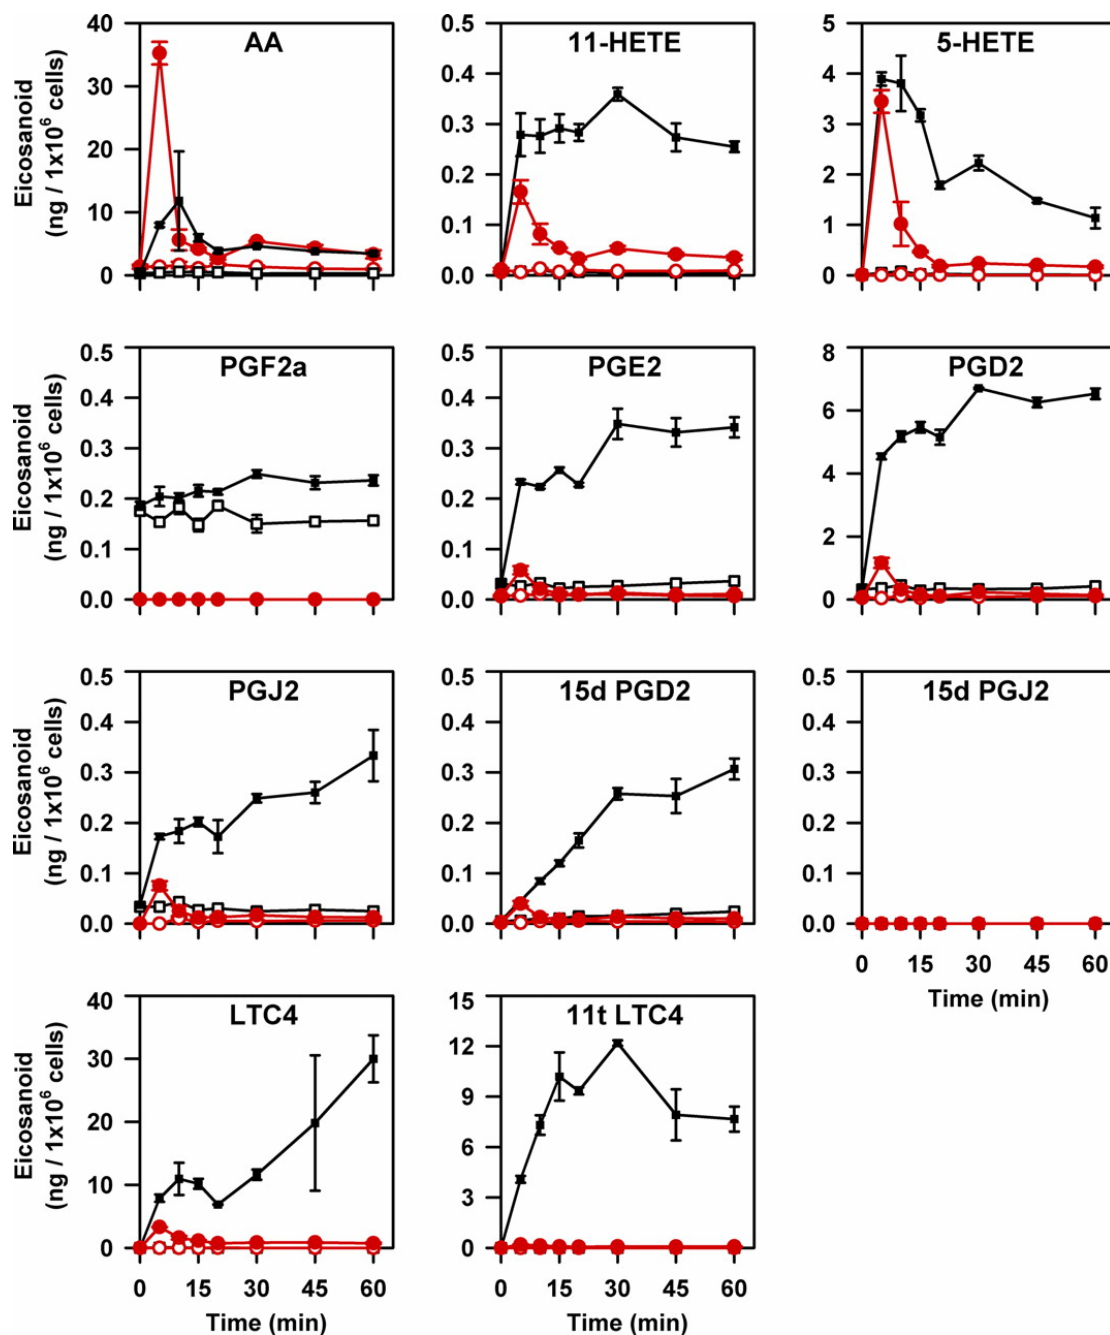 AA
11-HETE
5-HETE
Eicosanoid
(ng / 1x10⁶ cells)
40
30
20
10
0
0.5
0.4
0.3
0.2
0.1
0.0
5
4
3
2
1
0
PGF2a
PGE2
PGD2
Eicosanoid
(ng / 1x10⁶ cells)
0.5
0.4
0.3
0.2
0.1
0.0
0.5
0.4
0.3
0.2
0.1
0.0
8
6
4
2
0
PGJ2
15d PGD2
15d PGJ2
Eicosanoid
(ng / 1x10⁶ cells)
0.5
0.4
0.3
0.2
0.1
0.0
0.5
0.4
0.3
0.2
0.1
0.0
0.5
0.4
0.3
0.2
0.1
0.0
0 15 30 45 60
Time (min)
LTC4
11t LTC4
Eicosanoid
(ng / 1x10⁶ cells)
40
30
20
10
0
15
12
9
6
3
0
0 15 30 45 60
0 15 30 45 60
Time (min)
Time (min)